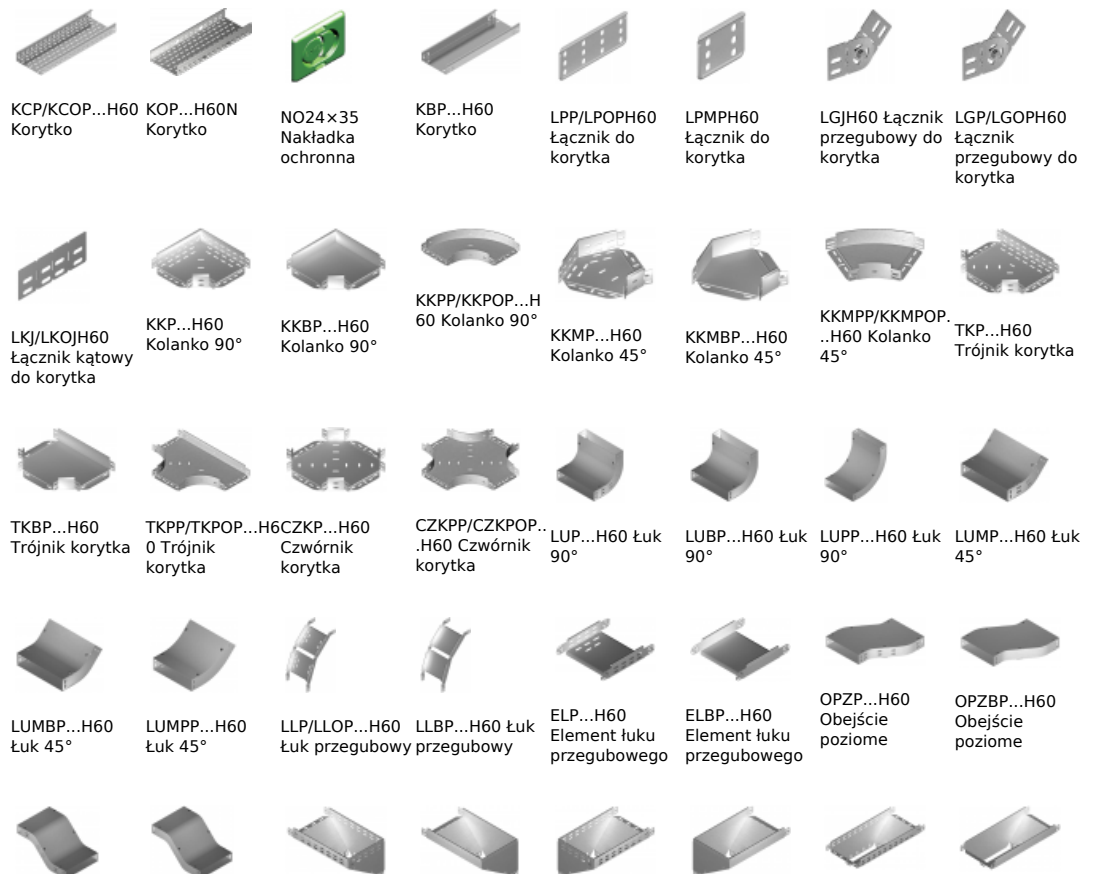 KCP/KCOP...H60
Korytko
KOP...H60N
Korytko
NO24×35
Nakładka
ochronna
KBP...H60
Korytko
LPP/LPOPH60
Łącznik do
korytka
LPMPH60
Łącznik do
korytka
LGJH60 Łącznik
przegubowy do
korytka
LGP/LGOPH60
Łącznik
przegubowy do
korytka
LKJ/LKOJH60
Łącznik kątowy
do korytka
KKP...H60
Kolanko 90°
KKBP...H60
Kolanko 90°
KKPP/KKPOP...H
60 Kolanko 90°
KKMP...H60
Kolanko 45°
KKMBP...H60
Kolanko 45°
KKMPP/KKMPOP.
..H60 Kolanko
45°
TKP...H60
Trójnik korytka
TKBP...H60
Trójnik korytka
TKPP/TKPOP...H6
0 Trójnik
korytka
CZKP...H60
Czwórnik
korytka
CZKPP/CZKPOP..
.H60 Czwórnik
korytka
LUP...H60 Łuk
90°
LUBP...H60 Łuk
90°
LUPP...H60 Łuk
90°
LUMP...H60 Łuk
45°
LUMBP...H60
Łuk 45°
LUMPP...H60
Łuk 45°
LLP/LLOP...H60
Łuk przegubowy
LLBP...H60 Łuk
przegubowy
ELP...H60
Element łuku
przegubowego
ELBP...H60
Element łuku
przegubowego
OPZP...H60
Obejście
poziome
OPZBP...H60
Obejście
poziome